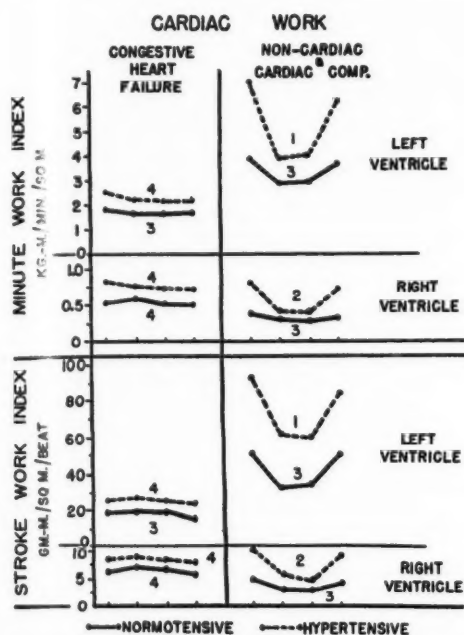 CARDIAC WORK
CONGESTIVE HEART FAILURE
NON-CARDIAC & CARDIAC COMP.
MINUTE WORK INDEX
KG.-M./MIN./SQ M.
7
6
5
4
3
2
1
0
4
3
1
3
LEFT VENTRICLE
1.0
0.5
0
4
4
2
3
RIGHT VENTRICLE
STROKE WORK INDEX
GM-M./SQ M./BEAT
100
80
60
40
20
0
4
3
1
3
LEFT VENTRICLE
10
5
0
4
4
2
3
RIGHT VENTRICLE
NORMOTENSIVE
HYPERTENSIVE